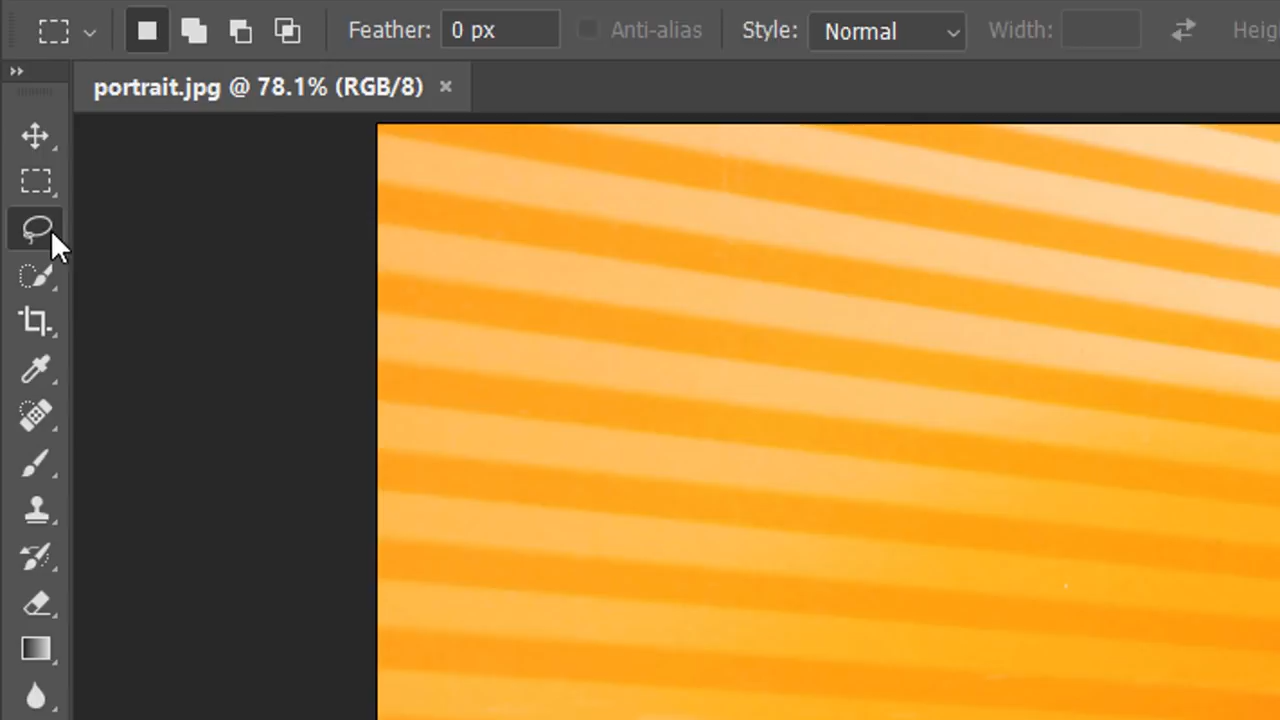 Feather: 0 px Anti-alias Style: Normal Width: Heig
portrait.jpg @ 78.1% (RGB/8) ×